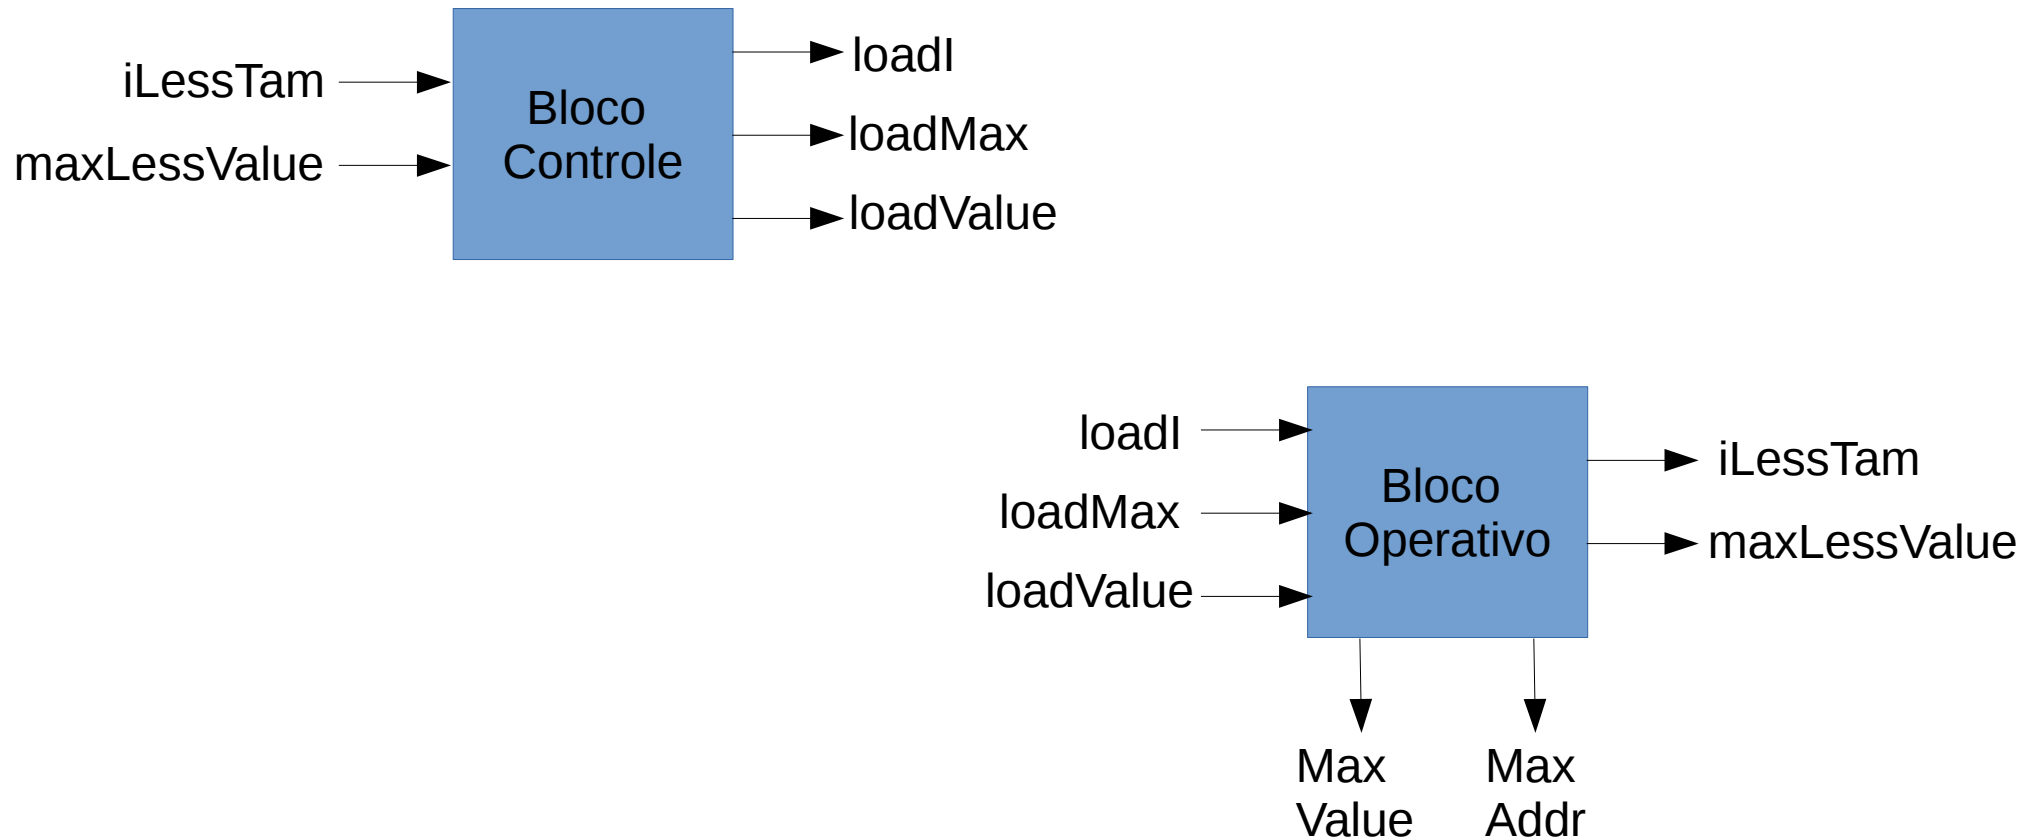 iLessTam
maxLessValue
Bloco
Controle
loadI
loadMax
loadValue
loadI
loadMax
loadValue
Bloco
Operativo
iLessTam
maxLessValue
Max
Value
Max
Addr